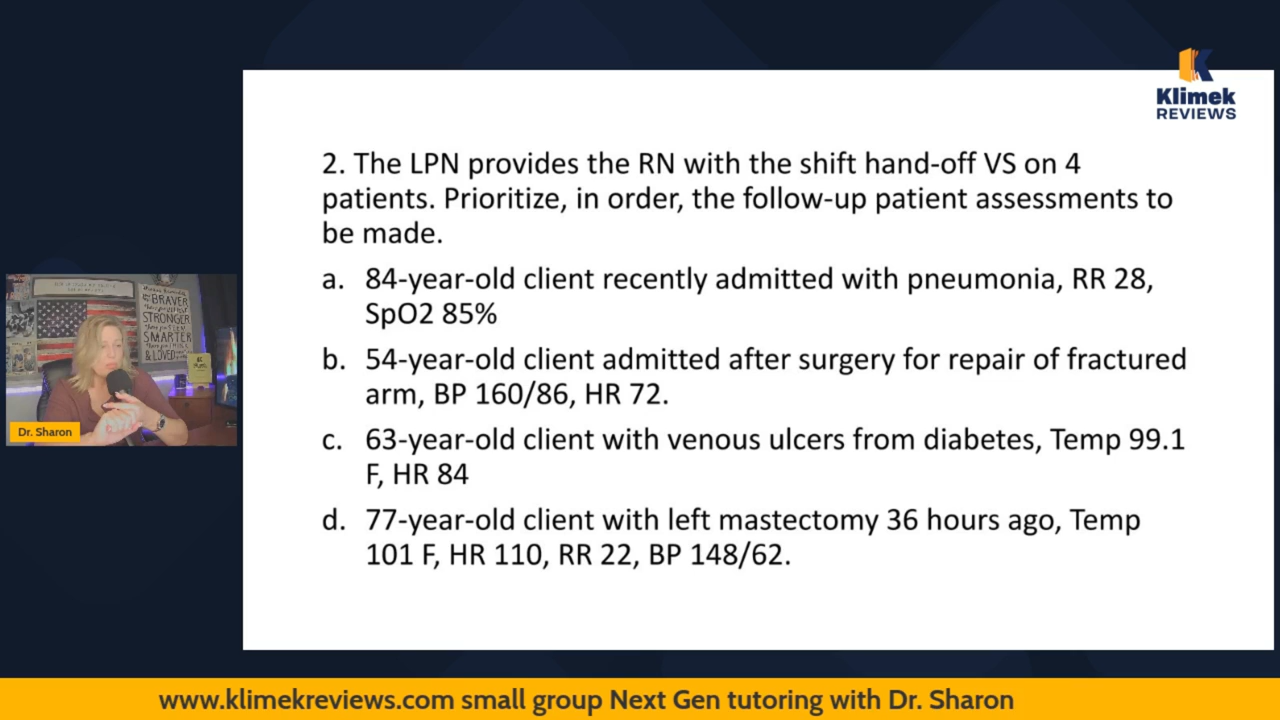 Klimek
REVIEWS
2. The LPN provides the RN with the shift hand-off VS on 4
patients. Prioritize, in order, the follow-up patient assessments to
be made.
a. 84-year-old client recently admitted with pneumonia, RR 28,
SpO2 85%
b. 54-year-old client admitted after surgery for repair of fractured
arm, BP 160/86, HR 72.
c. 63-year-old client with venous ulcers from diabetes, Temp 99.1
F, HR 84
d. 77-year-old client with left mastectomy 36 hours ago, Temp
101 F, HR 110, RR 22, BP 148/62.
BRAVER
STRONGER
SMARTER
& LOVED
Dr. Sharon
www.klimekreviews.com small group Next Gen tutoring with Dr. Sharon